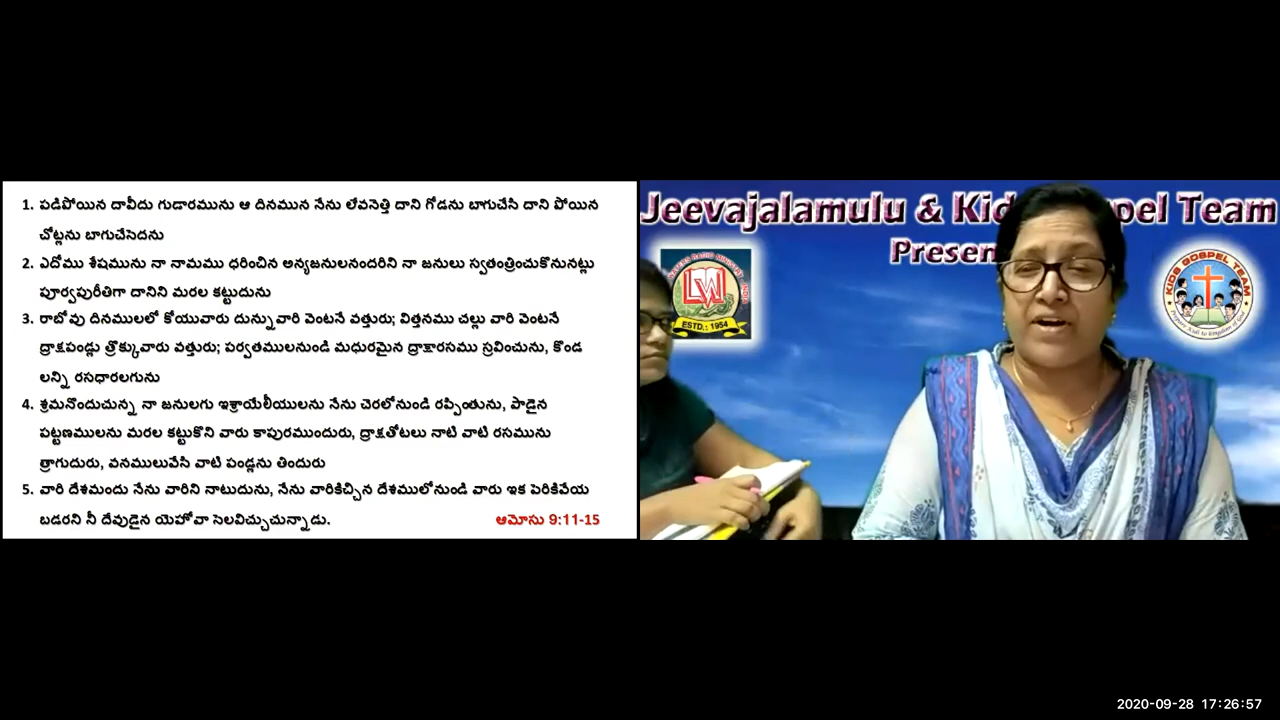 1. పడిపోయిన దావీదు గుడారమును ఆ దినమున నేను లేవనెత్తి దాని గోడను బాగుచేసి దాని పోయిన
చోట్లను బాగుచేసెదను
2. ఎదోము శేషమును నా నామము ధరించిన అన్యజనులనందరిని నా జనులు స్వతంత్రించుకొనునట్లు
పూర్వపురీతిగా దానిని మరల కట్టుదును
3. రాబోవు దినములలో కోయువారు దున్నువారి వెంటనే వత్తురు; విత్తనము చల్లు వారి వెంటనే
ద్రాక్షపండ్లు త్రొక్కువారు వత్తురు; పర్వతములనుండి మధురమైన ద్రాక్షారసము స్రవించును, కొండ
లన్ని రసధారలగును
4. శ్రమనొందుచున్న నా జనులగు ఇశ్రాయేలీయులను నేను చెరలోనుండి రప్పింతును, పాడైన
పట్టణములను మరల కట్టుకొని వారు కాపురముందురు, ద్రాక్షతోటలు నాటి వాటి రసమును
త్రాగుదురు, వనములువేసి వాటి పండ్లను తిందురు
5. వారి దేశమందు నేను వారిని నాటుదును, నేను వారికిచ్చిన దేశములోనుండి వారు ఇక పెరికివేయ
బడరని నీ దేవుడైన యెహోవా సెలవిచ్చుచున్నాడు.
ఆమోసు 9:11-15
Jeevajalamulu & Kid pel Team
Presen
LW
ESTD.: 1954
KIDS GOSPEL TEAM
2020-09-28 17:26:57